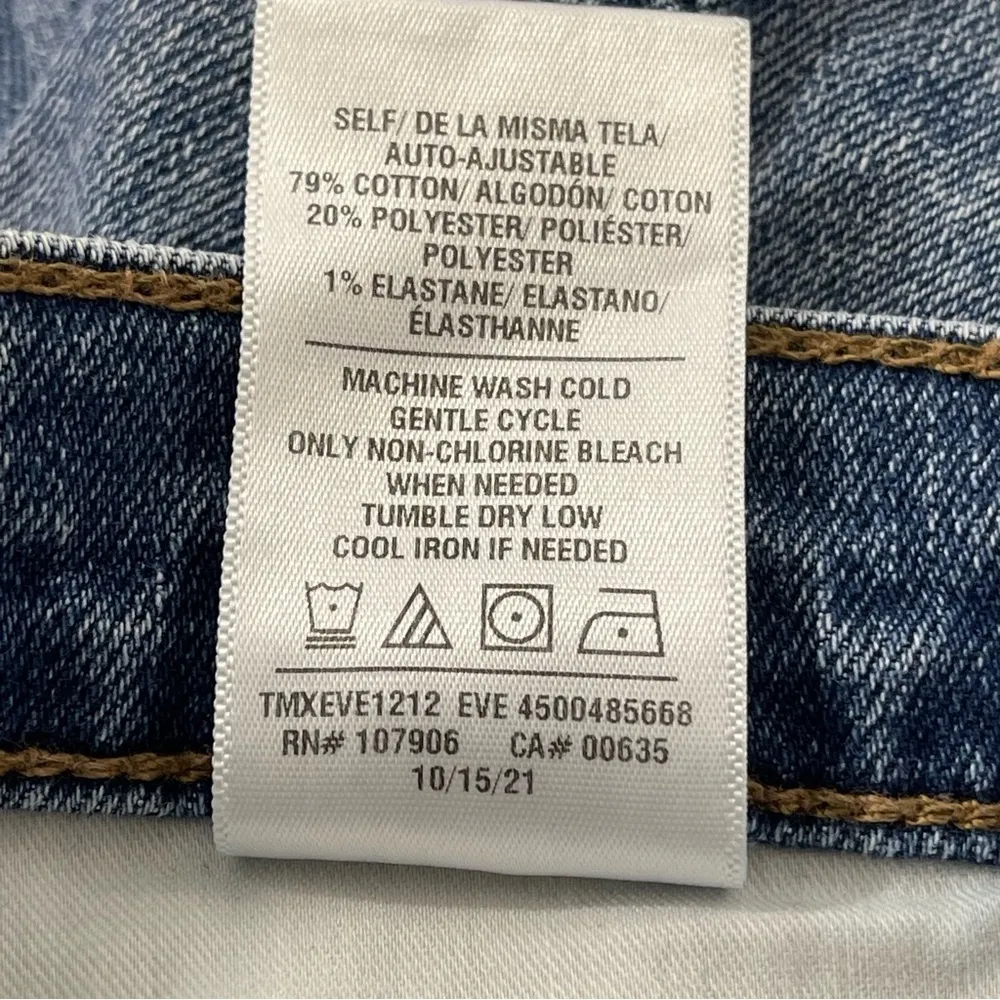 SELF/ DE LA MISMA TELA/
AUTO-AJUSTABLE
79% COTTON/ ALGODÓN/ COTON
20% POLYESTER/ POLIÉSTER/
POLYESTER
1% ELASTANE/ ELASTANO/
ÉLASTHANNE
MACHINE WASH COLD
GENTLE CYCLE
ONLY NON-CHLORINE BLEACH
WHEN NEEDED
TUMBLE DRY LOW
COOL IRON IF NEEDED
TMXEVE1212 EVE 4500485668
RN# 107906 CA# 00635
10/15/21